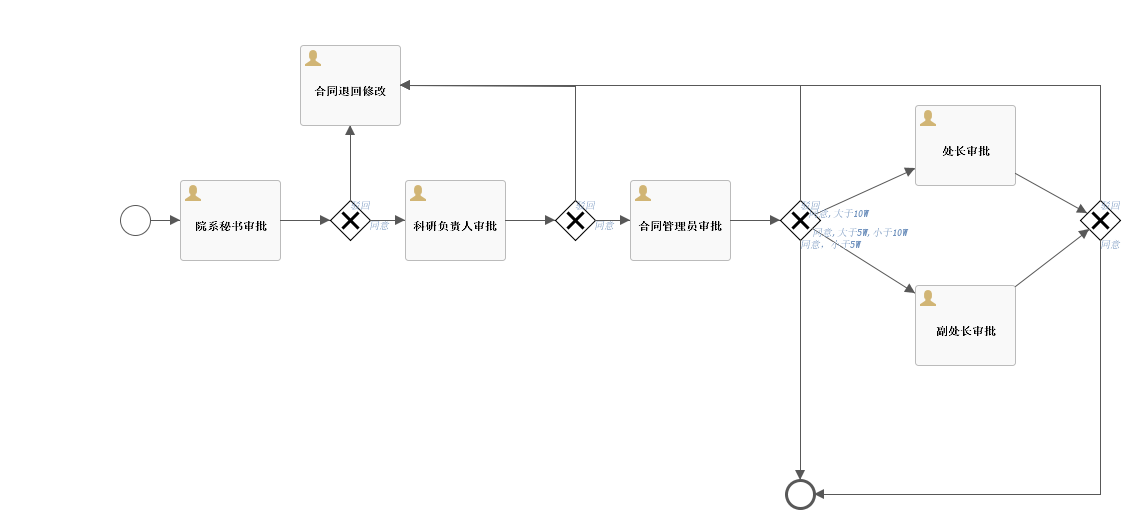 合同退回修改
处长审批
驳回
院系秘书审批
同意
科研负责人审批
驳回
同意
合同管理员审批
驳回
同意,大于10W
同意,大于5W,小于10W
同意. 小于5W
驳回
同意
副处长审批